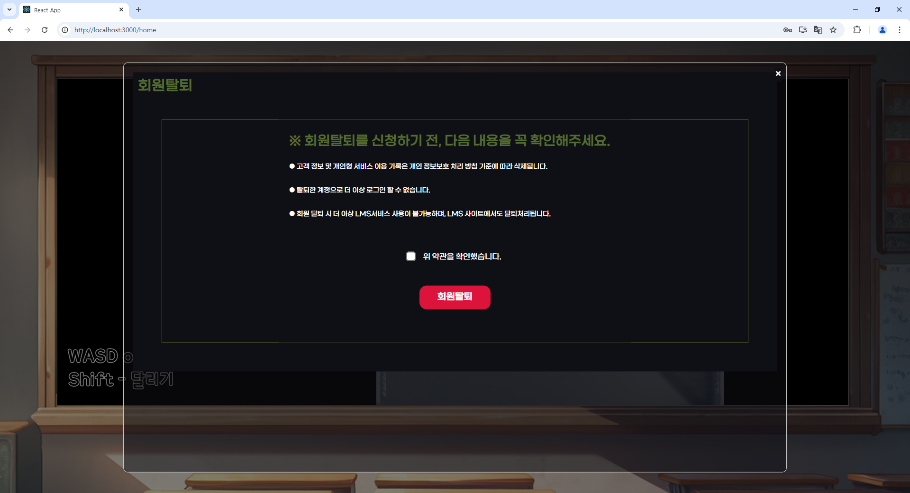 React App
http://localhost:3000/home
회원탈퇴
※ 회원탈퇴를 신청하기 전, 다음 내용을 꼭 확인해주세요.
● 고객 정보 및 개인형 서비스 이용 기록은 개인 정보보호 처리 방침 기준에 따라 삭제됩니다.
● 탈퇴한 계정으로 더 이상 로그인 할 수 없습니다.
● 회원 탈퇴 시 더 이상 LMS서비스 사용이 불가능하며, LMS 사이트에서도 탈퇴처리됩니다.
위 약관을 확인했습니다.
회원탈퇴
WASD o
Shift - 달리기